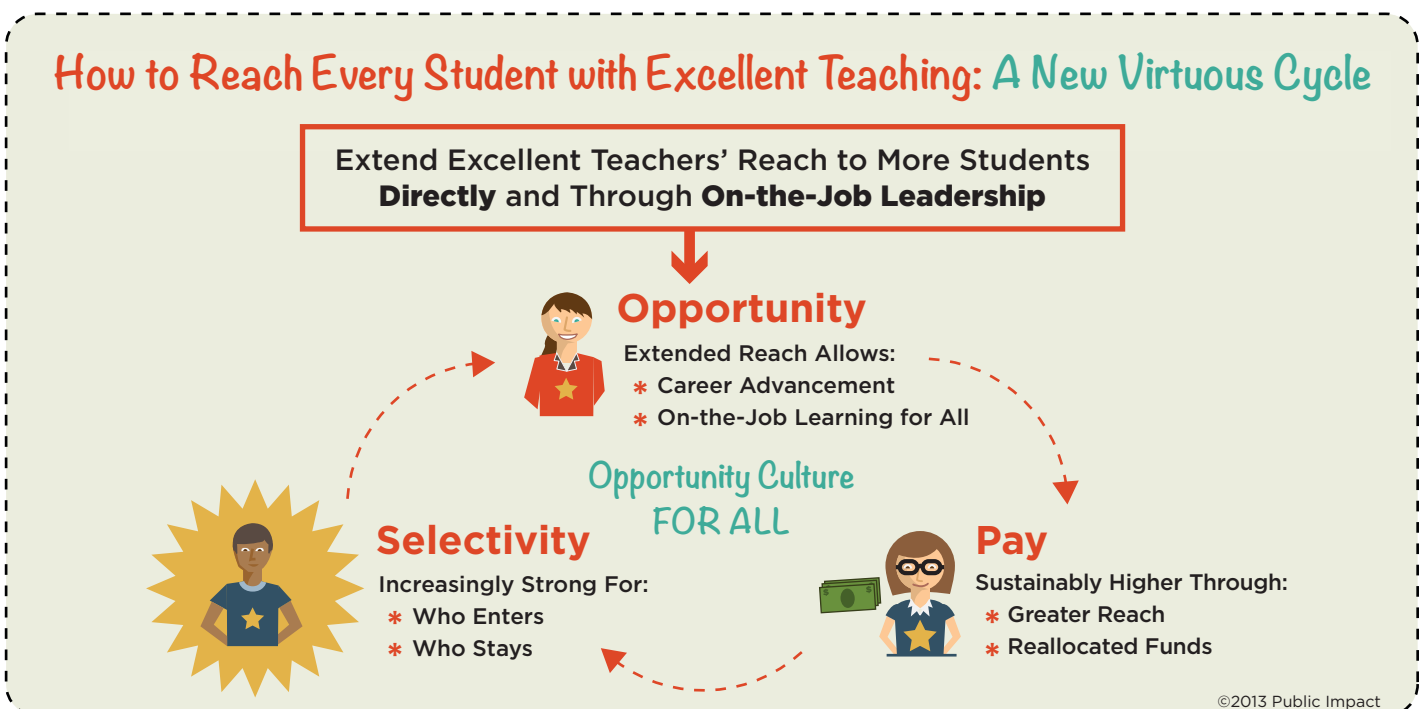 How to Reach Every Student with Excellent Teaching: A New Virtuous Cycle
Extend Excellent Teachers’ Reach to More Students
Directly and Through On-the-Job Leadership
Opportunity
Extended Reach Allows:
* Career Advancement
* On-the-Job Learning for All
Opportunity Culture
FOR ALL
Selectivity
Increasingly Strong For:
* Who Enters
* Who Stays
Pay
Sustainably Higher Through:
* Greater Reach
* Reallocated Funds
©2013 Public Impact